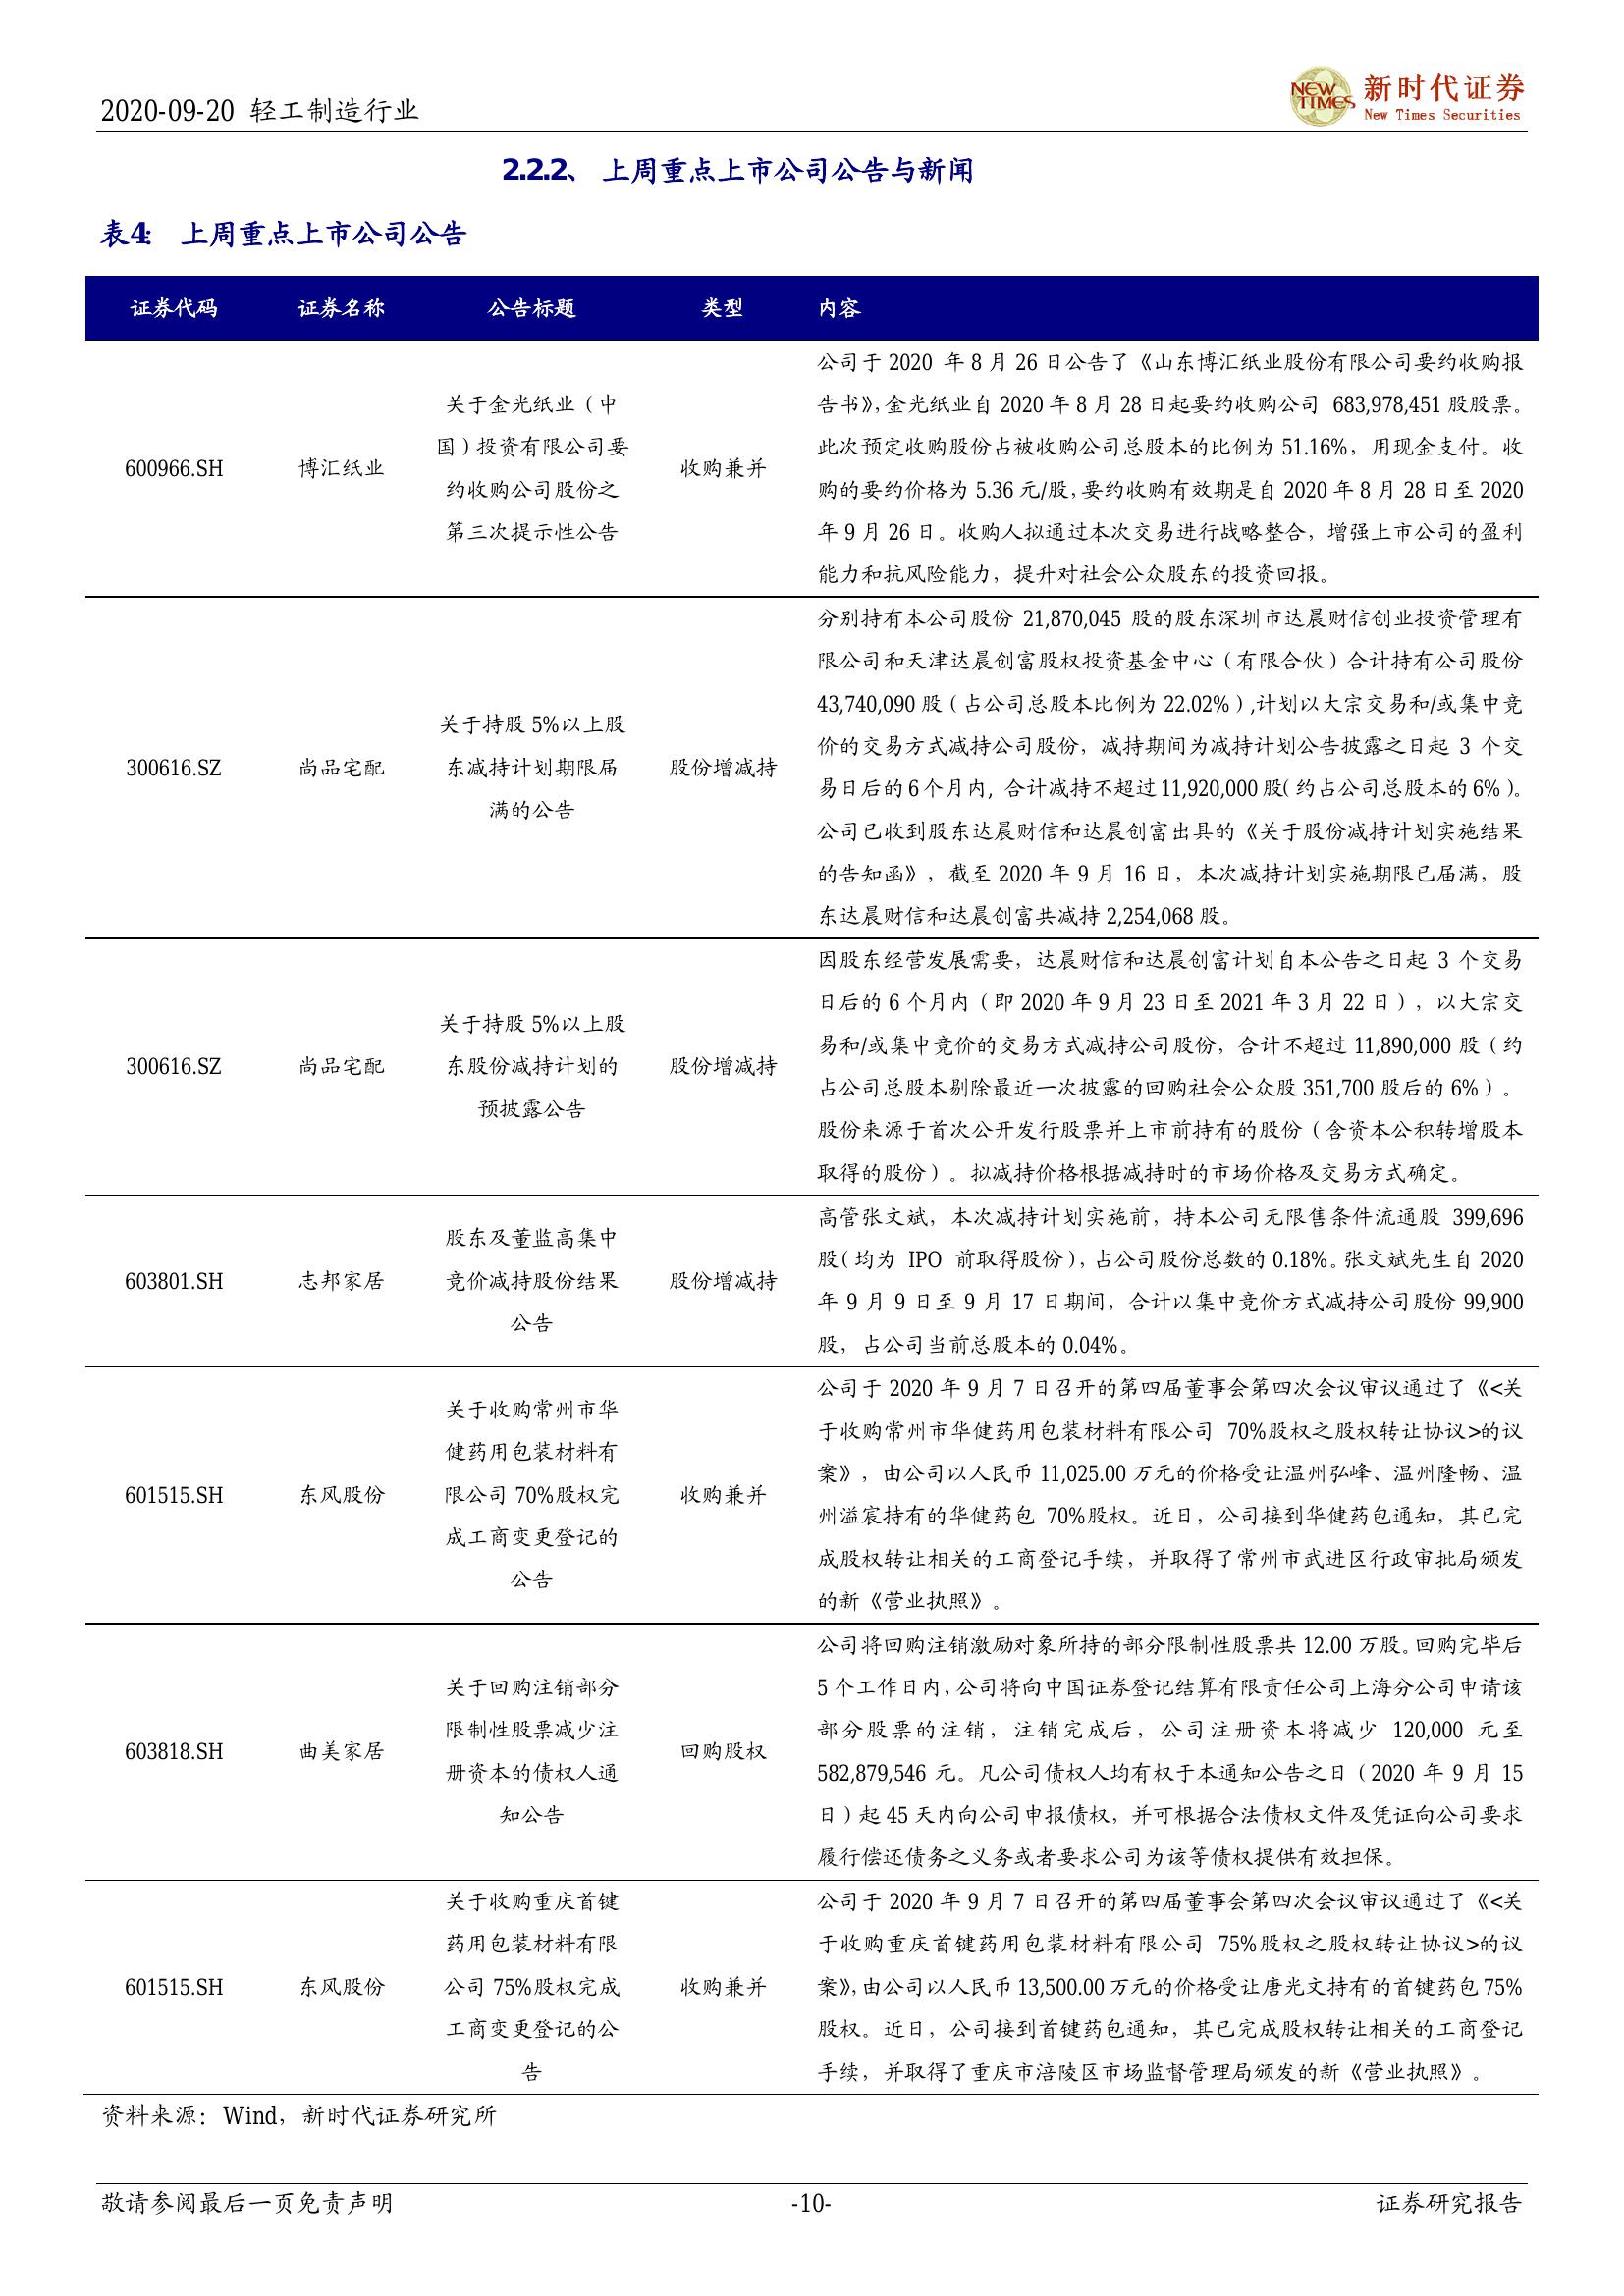 2020-09-20 轻工制造行业
NEW TIMES
新时代证券
New Times Securities
2.2.2、 上周重点上市公司公告与新闻
表4: 上周重点上市公司公告
证券代码 证券名称 公告标题 类型 内容
600966.SH
博汇纸业
关于金光纸业（中
国）投资有限公司要
约收购公司股份之
第三次提示性公告
收购兼并
公司于 2020 年 8 月 26 日公告了《山东博汇纸业股份有限公司要约收购报
告书》，金光纸业自 2020 年 8 月 28 日起要约收购公司 683,978,451 股股票。
此次预定收购股份占被收购公司总股本的比例为 51.16%，用现金支付。收
购的要约价格为 5.36 元/股，要约收购有效期是自 2020 年 8 月 28 日至 2020
年 9 月 26 日。收购人拟通过本次交易进行战略整合，增强上市公司的盈利
能力和抗风险能力，提升对社会公众股东的投资回报。
300616.SZ
尚品宅配
关于持股 5%以上股
东减持计划期限届
满的公告
股份增减持
分别持有本公司股份 21,870,045 股的股东深圳市达晨财信创业投资管理有
限公司和天津达晨创富股权投资基金中心（有限合伙）合计持有公司股份
43,740,090 股（占公司总股本比例为 22.02%）,计划以大宗交易和/或集中竞
价的交易方式减持公司股份，减持期间为减持计划公告披露之日起 3 个交
易日后的 6 个月内，合计减持不超过 11,920,000 股（约占公司总股本的 6%）。
公司已收到股东达晨财信和达晨创富出具的《关于股份减持计划实施结果
的告知函》，截至 2020 年 9 月 16 日，本次减持计划实施期限已届满，股
东达晨财信和达晨创富共减持 2,254,068 股。
300616.SZ
尚品宅配
关于持股 5%以上股
东股份减持计划的
预披露公告
股份增减持
因股东经营发展需要，达晨财信和达晨创富计划自本公告之日起 3 个交易
日后的 6 个月内（即 2020 年 9 月 23 日至 2021 年 3 月 22 日），以大宗交
易和/或集中竞价的交易方式减持公司股份，合计不超过 11,890,000 股（约
占公司总股本剔除最近一次披露的回购社会公众股 351,700 股后的 6%）。
股份来源于首次公开发行股票并上市前持有的股份（含资本公积转增股本
取得的股份）。拟减持价格根据减持时的市场价格及交易方式确定。
603801.SH
志邦家居
股东及董监高集中
竞价减持股份结果
公告
股份增减持
高管张文斌，本次减持计划实施前，持本公司无限售条件流通股 399,696
股（均为 IPO 前取得股份），占公司股份总数的 0.18%。张文斌先生自 2020
年 9 月 9 日至 9 月 17 日期间，合计以集中竞价方式减持公司股份 99,900
股，占公司当前总股本的 0.04%。
601515.SH
东风股份
关于收购常州市华
健药用包装材料有
限公司 70%股权完
成工商变更登记的
公告
收购兼并
公司于 2020 年 9 月 7 日召开的第四届董事会第四次会议审议通过了《<关
于收购常州市华健药用包装材料有限公司 70%股权之股权转让协议>的议
案》，由公司以人民币 11,025.00 万元的价格受让温州弘峰、温州隆畅、温
州溢宸持有的华健药包 70%股权。近日，公司接到华健药包通知，其已完
成股权转让相关的工商登记手续，并取得了常州市武进区行政审批局颁发
的新《营业执照》。
603818.SH
曲美家居
关于回购注销部分
限制性股票减少注
册资本的债权人通
知公告
回购股权
公司将回购注销激励对象所持的部分限制性股票共 12.00 万股。回购完毕后
5 个工作日内，公司将向中国证券登记结算有限责任公司上海分公司申请该
部分股票的注销，注销完成后，公司注册资本将减少 120,000 元至
582,879,546 元。凡公司债权人均有权于本通知公告之日（2020 年 9 月 15
日）起 45 天内向公司申报债权，并可根据合法债权文件及凭证向公司要求
履行偿还债务之义务或者要求公司为该等债权提供有效担保。
601515.SH
东风股份
关于收购重庆首键
药用包装材料有限
公司 75%股权完成
工商变更登记的公
告
收购兼并
公司于 2020 年 9 月 7 日召开的第四届董事会第四次会议审议通过了《<关
于收购重庆首键药用包装材料有限公司 75%股权之股权转让协议>的议
案》，由公司以人民币 13,500.00 万元的价格受让唐光文持有的首键药包 75%
股权。近日，公司接到首键药包通知，其已完成股权转让相关的工商登记
手续，并取得了重庆市涪陵区市场监督管理局颁发的新《营业执照》。
资料来源：Wind，新时代证券研究所
敬请参阅最后一页免责声明 -10- 证券研究报告